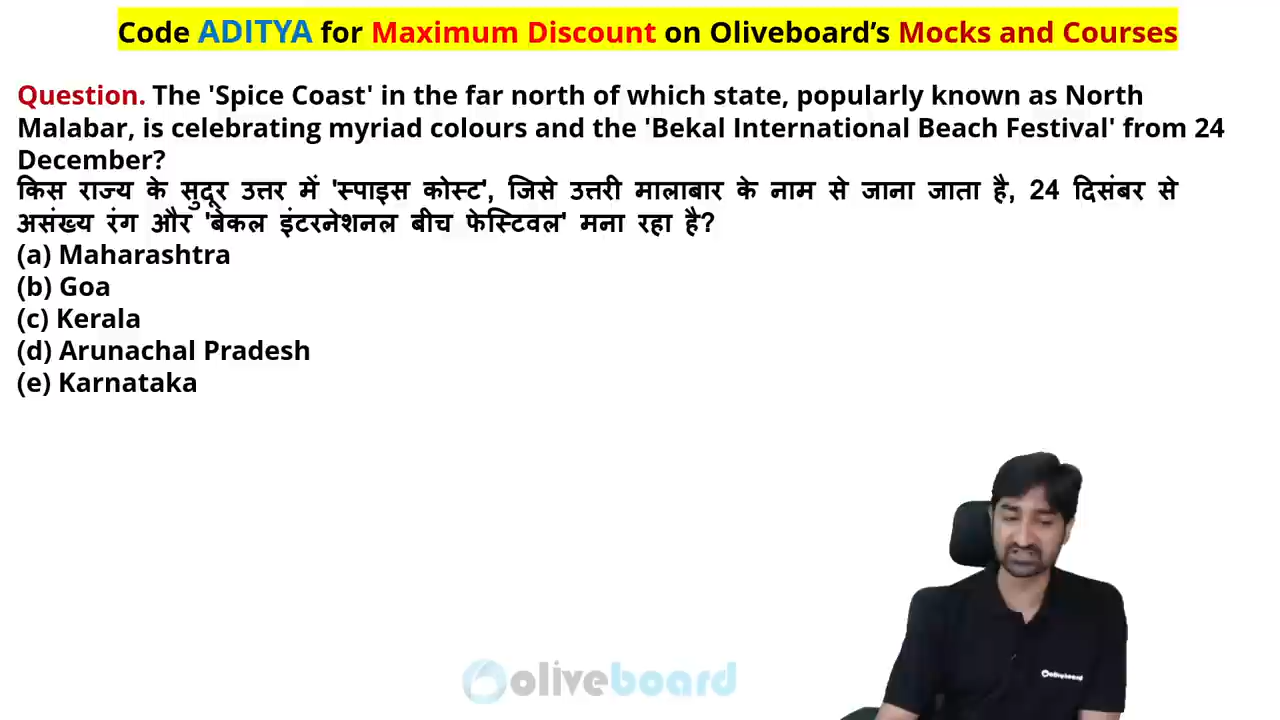 Code ADITYA for Maximum Discount on Oliveboard’s Mocks and Courses
Question. The 'Spice Coast' in the far north of which state, popularly known as North
Malabar, is celebrating myriad colours and the 'Bekal International Beach Festival' from 24
December?
किस राज्य के सुदूर उत्तर में 'स्पाइस कोस्ट', जिसे उत्तरी मालाबार के नाम से जाना जाता है, 24 दिसंबर से
असंख्य रंग और 'बेकल इंटरनेशनल बीच फेस्टिवल' मना रहा है?
(a) Maharashtra
(b) Goa
(c) Kerala
(d) Arunachal Pradesh
(e) Karnataka
oliveboard
oliveboard